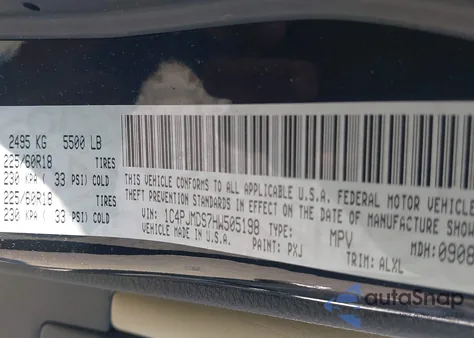 2495 KG 5500 LB
225/60R18 TIRES
230 KPA ( 33 PSI) COLD
225/60R18 TIRES
230 KPA ( 33 PSI) COLD
THIS VEHICLE CONFORMS TO ALL APPLICABLE U.S.A. FEDERAL MOTOR VEHICLE
THEFT PREVENTION STANDARDS IN EFFECT ON THE DATE OF MANUFACTURE SHOW
VIN: 1C4PJMDS7HW505198 TYPE: MPV MDH: 0908
VEHICLE MADE IN U.S.A. PAINT: PXJ TRIM: ALXL
autoSnap